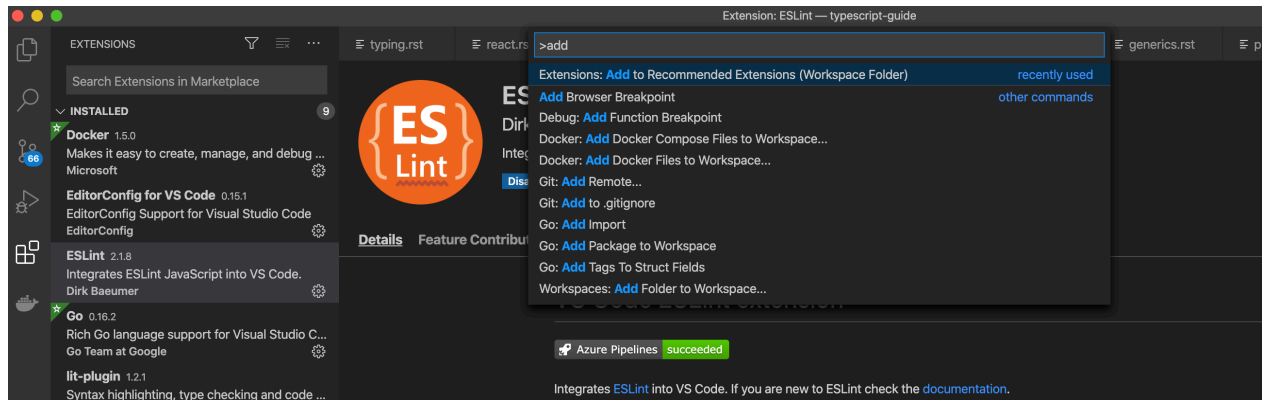 Extension: ESLint — typescript-guide
EXTENSIONS
Search Extensions in Marketplace
INSTALLED 9
Docker 1.5.0
Makes it easy to create, manage, and debug ...
Microsoft
EditorConfig for VS Code 0.15.1
EditorConfig Support for Visual Studio Code
EditorConfig
ESLint 2.1.8
Integrates ESLint JavaScript into VS Code.
Dirk Baeumer
Go 0.16.2
Rich Go language support for Visual Studio C...
Go Team at Google
lit-plugin 1.2.1
Syntax highlighting, type checking and code ...
66
typing.rst
react.rs
generics.rst
p
>add
Extensions: Add to Recommended Extensions (Workspace Folder) recently used
Add Browser Breakpoint other commands
Debug: Add Function Breakpoint
Docker: Add Docker Compose Files to Workspace...
Docker: Add Docker Files to Workspace...
Git: Add Remote...
Git: Add to .gitignore
Go: Add Import
Go: Add Package to Workspace
Go: Add Tags To Struct Fields
Workspaces: Add Folder to Workspace...
{ES
Lint}
ES
Dirk
Integ
Disa
Details Feature Contribut
VS Code ESLint extension
Azure Pipelines succeeded
Integrates ESLint into VS Code. If you are new to ESLint check the documentation.